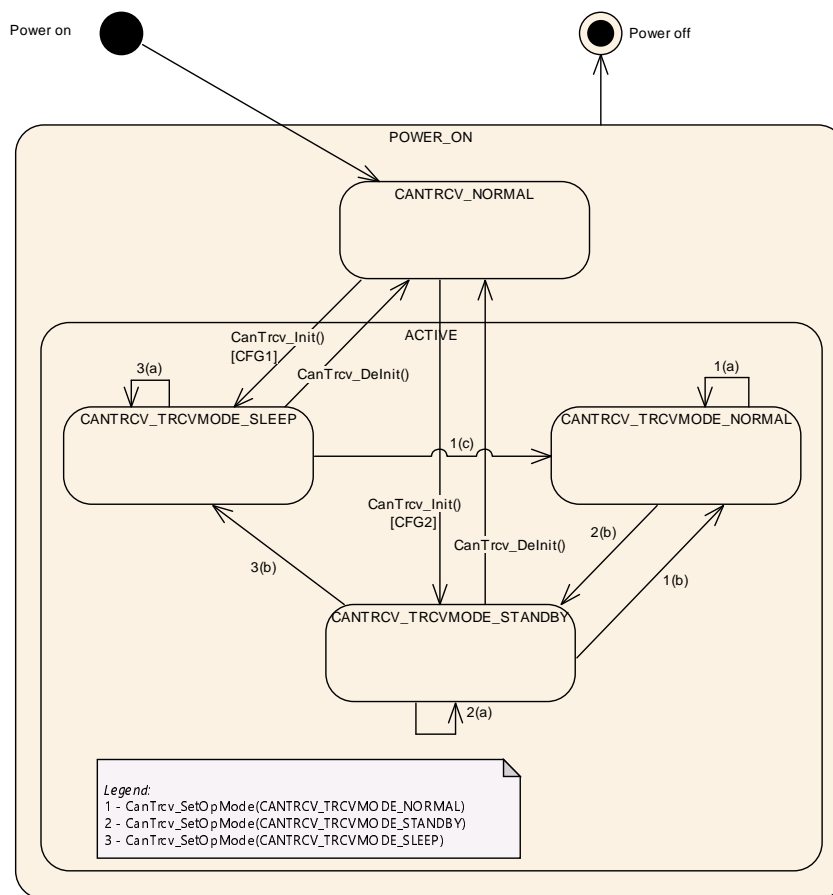 Power on
Power off
POWER_ON
CANTRCV_NORMAL
CanTrcv_Init()
[CFG1]
ACTIVE
CanTrcv_DeInit()
3(a)
1(a)
CANTRCV_TRCVMODE_SLEEP
CANTRCV_TRCVMODE_NORMAL
1(c)
CanTrcv_Init()
[CFG2]
CanTrcv_DeInit()
2(b)
3(b)
1(b)
CANTRCV_TRCVMODE_STANDBY
2(a)
Legend:
1 - CanTrcv_SetOpMode(CANTRCV_TRCVMODE_NORMAL)
2 - CanTrcv_SetOpMode(CANTRCV_TRCVMODE_STANDBY)
3 - CanTrcv_SetOpMode(CANTRCV_TRCVMODE_SLEEP)